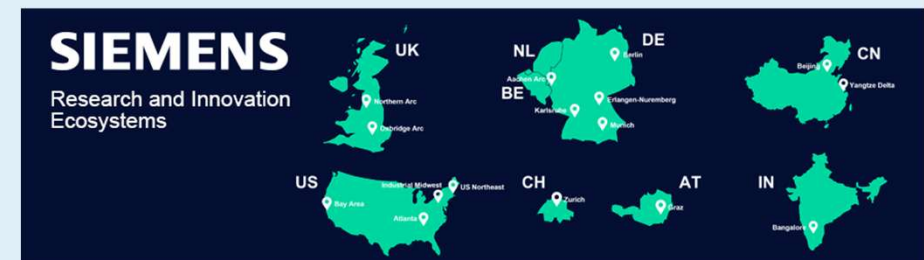 SIEMENS
Research and Innovation
Ecosystems
UK
Northern Arc
Oxbridge Arc
NL
DE
BE
Berlin
Aachen Arc
Erlangen-Nuremberg
Karlsruhe
Munich
CN
Beijing
Yangtze Delta
US
Industrial Midwest
US Northeast
Bay Area
Atlanta
CH
Zurich
AT
Graz
IN
Bangalore